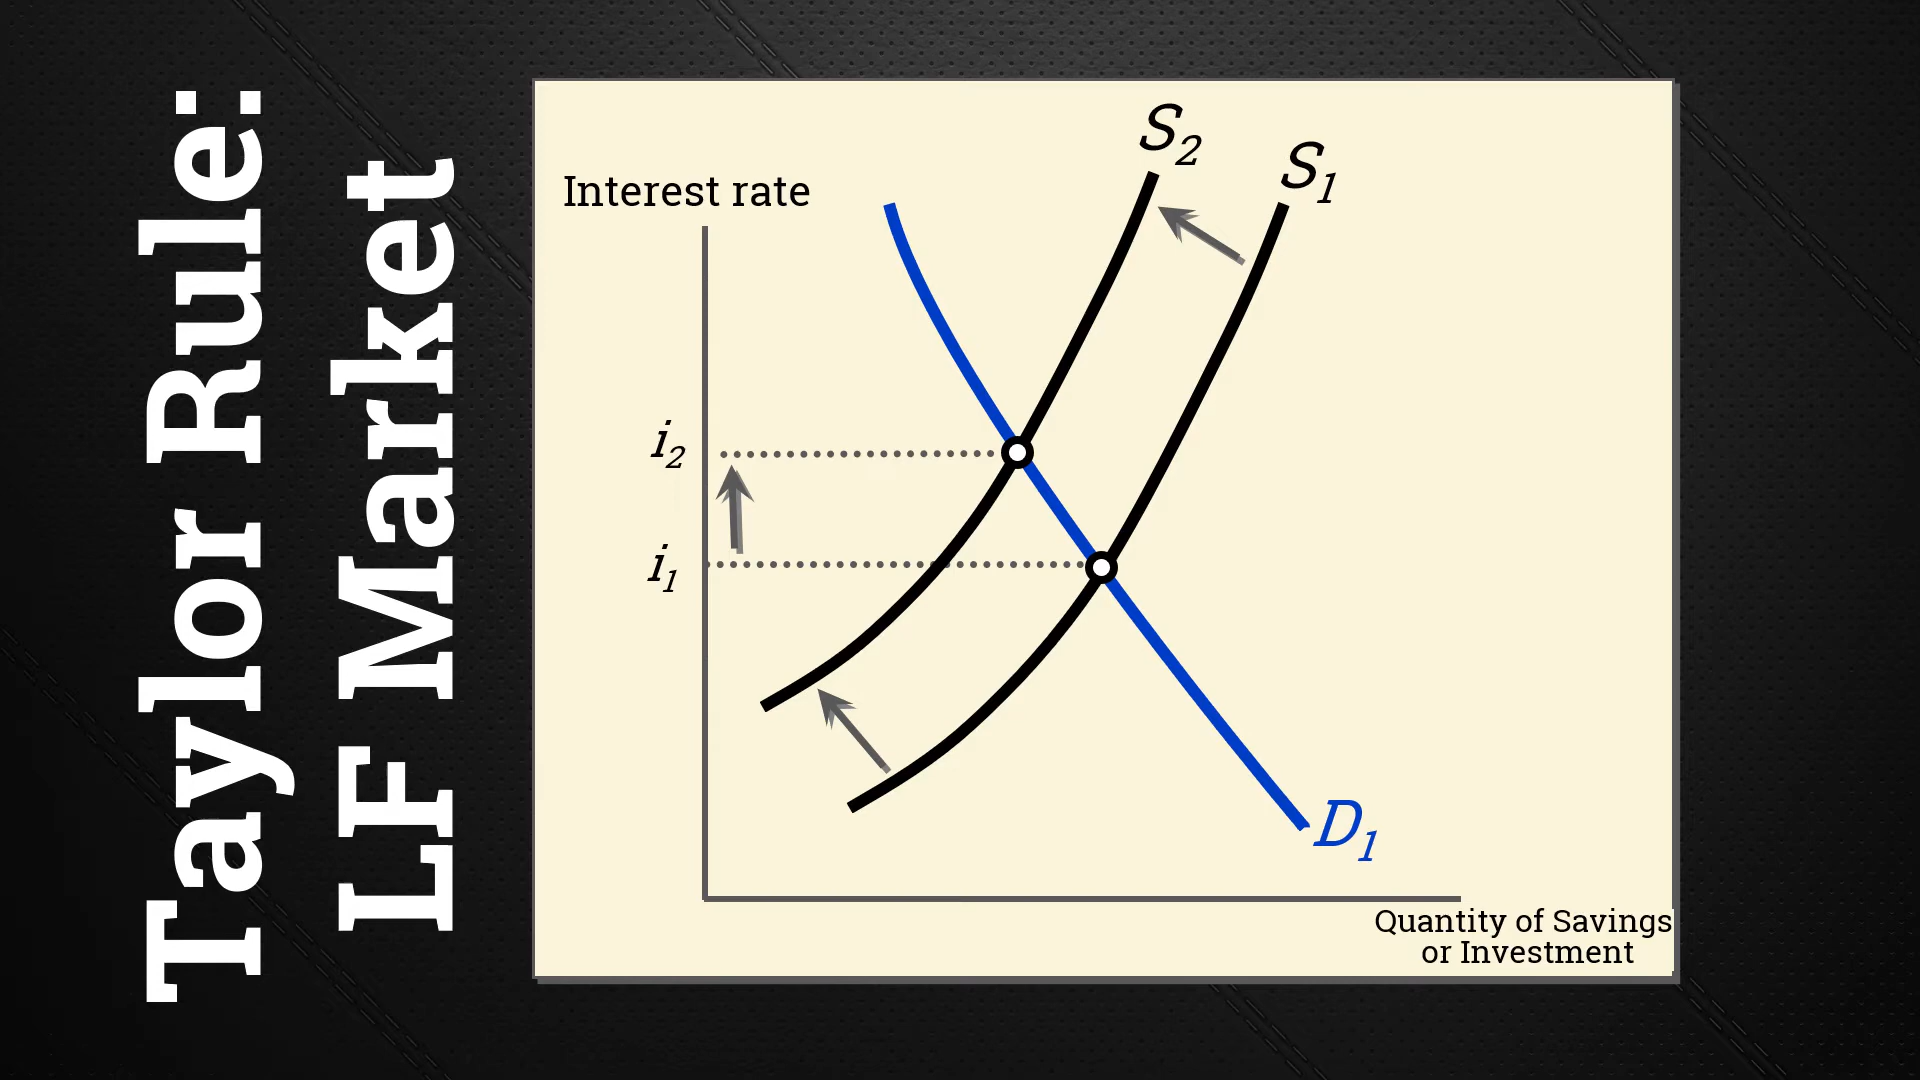 Taylor Rule:
LF Market
S2
S1
Interest rate
i2
i1
D1
Quantity of Savings
or Investment